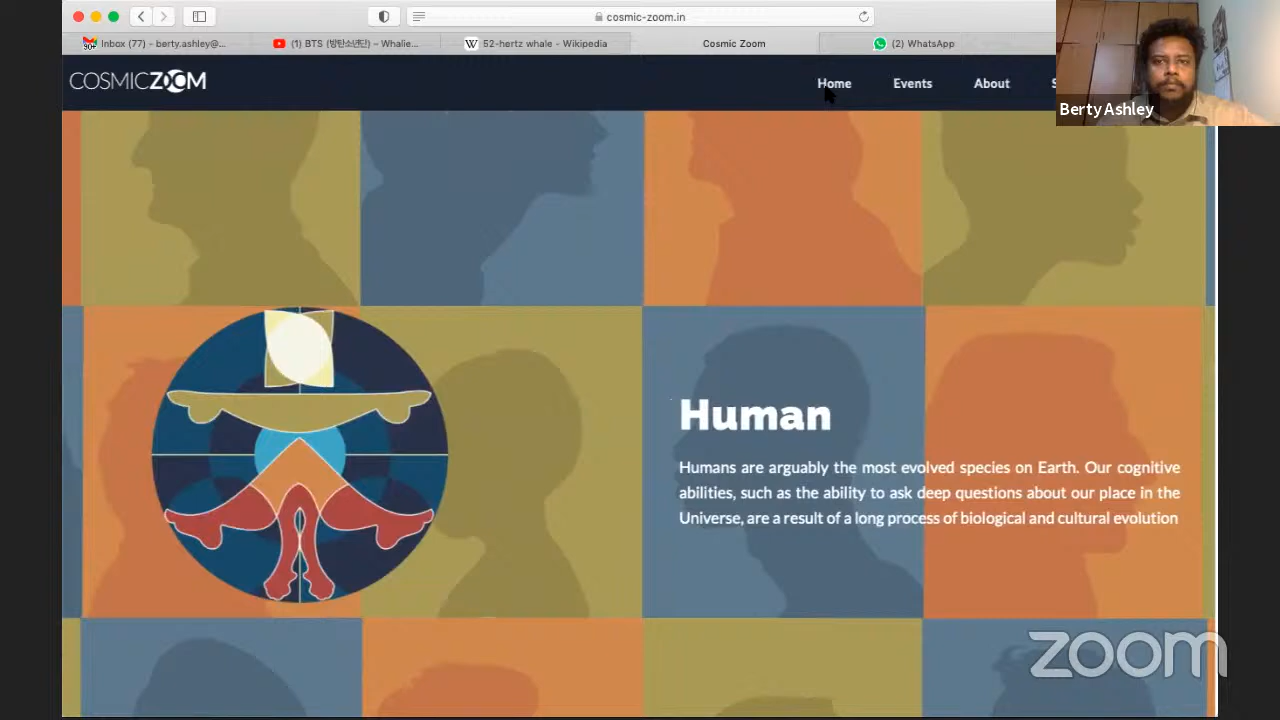 cosmic-zoom.in
90+ Inbox (77) - berty.ashley@...
(1) BTS (방탄소년단) – Whalie...
W 52-hertz whale - Wikipedia
Cosmic Zoom
(2) WhatsApp
COSMICZOOM
Home
Events
About
S
Berty Ashley
Human
Humans are arguably the most evolved species on Earth. Our cognitive
abilities, such as the ability to ask deep questions about our place in the
Universe, are a result of a long process of biological and cultural evolution
zoom